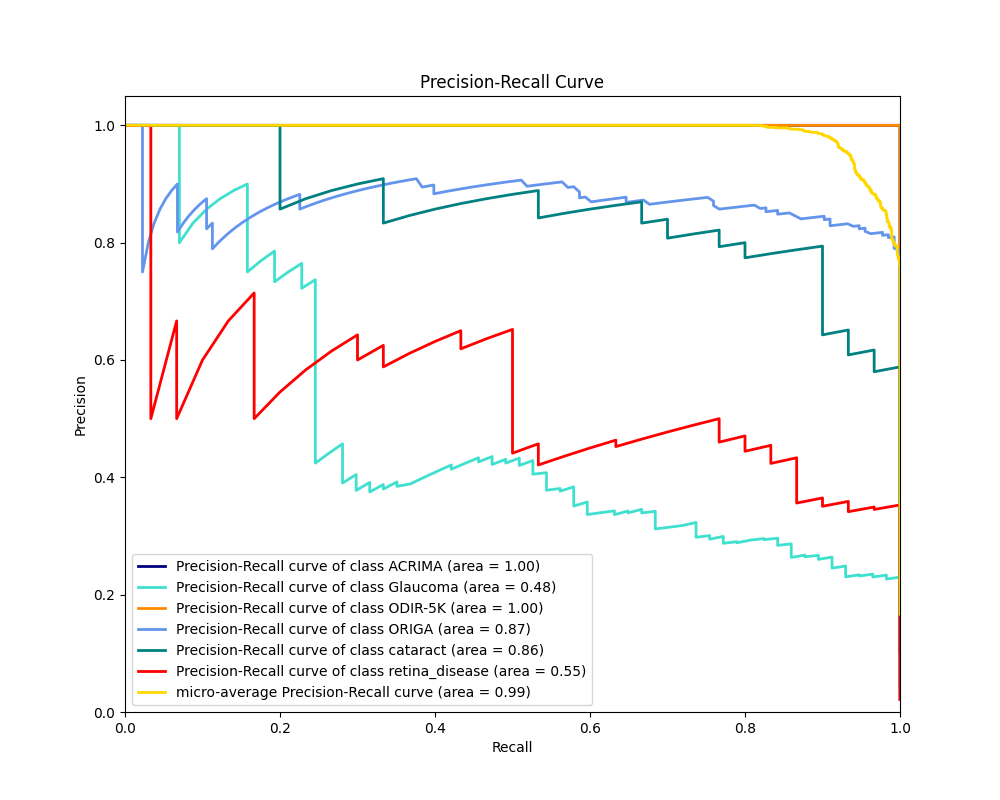 Precision-Recall Curve
1.0
0.8
0.6
0.4
0.2
0.0
Precision
Precision-Recall curve of class ACRIMA (area = 1.00)
Precision-Recall curve of class Glaucoma (area = 0.48)
Precision-Recall curve of class ODIR-5K (area = 1.00)
Precision-Recall curve of class ORIGA (area = 0.87)
Precision-Recall curve of class cataract (area = 0.86)
Precision-Recall curve of class retina_disease (area = 0.55)
micro-average Precision-Recall curve (area = 0.99)
0.0 0.2 0.4 0.6 0.8 1.0
Recall